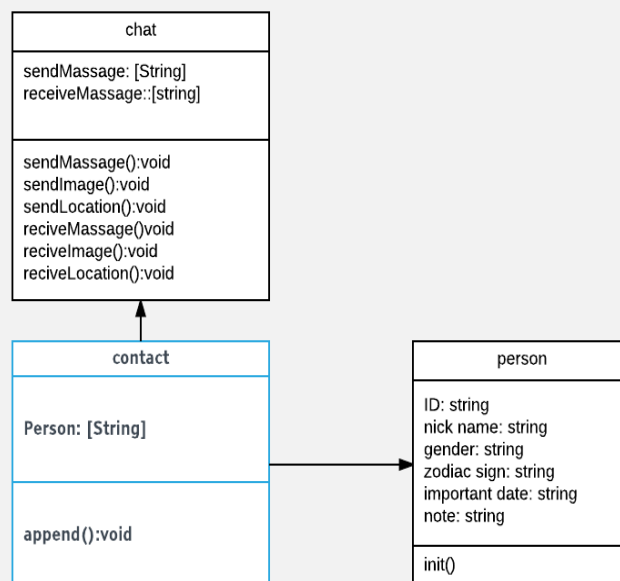 chat
sendMassage: [String]
receiveMassage::[string]
sendMassage():void
sendImage():void
sendLocation():void
reciveMassage()void
reciveImage():void
reciveLocation():void
contact
Person: [String]
append():void
person
ID: string
nick name: string
gender: string
zodiac sign: string
important date: string
note: string
init()